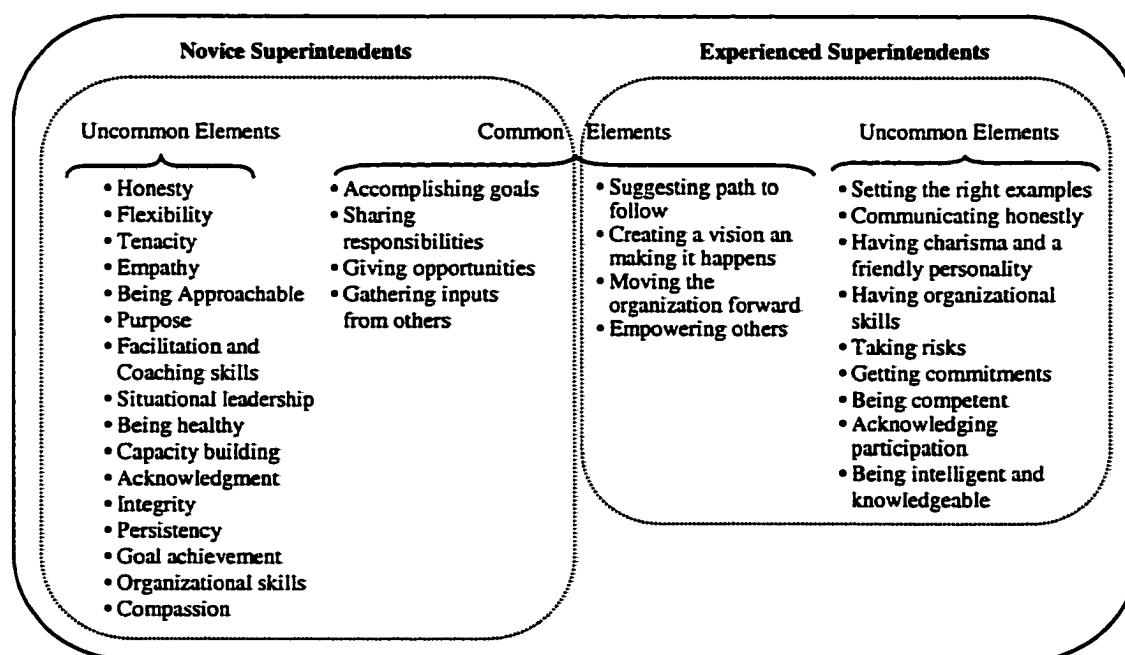 Novice Superintendents
Experienced Superintendents
Uncommon Elements
• Honesty
• Flexibility
• Tenacity
• Empathy
• Being Approachable
• Purpose
• Facilitation and
Coaching skills
• Situational leadership
• Being healthy
• Capacity building
• Acknowledgment
• Integrity
• Persistency
• Goal achievement
• Organizational skills
• Compassion
Common Elements
• Accomplishing goals
• Sharing
responsibilities
• Giving opportunities
• Gathering inputs
from others
• Suggesting path to
follow
• Creating a vision an
making it happens
• Moving the
organization forward
• Empowering others
Uncommon Elements
• Setting the right examples
• Communicating honestly
• Having charisma and a
friendly personality
• Having organizational
skills
• Taking risks
• Getting commitments
• Being competent
• Acknowledging
participation
• Being intelligent and
knowledgeable